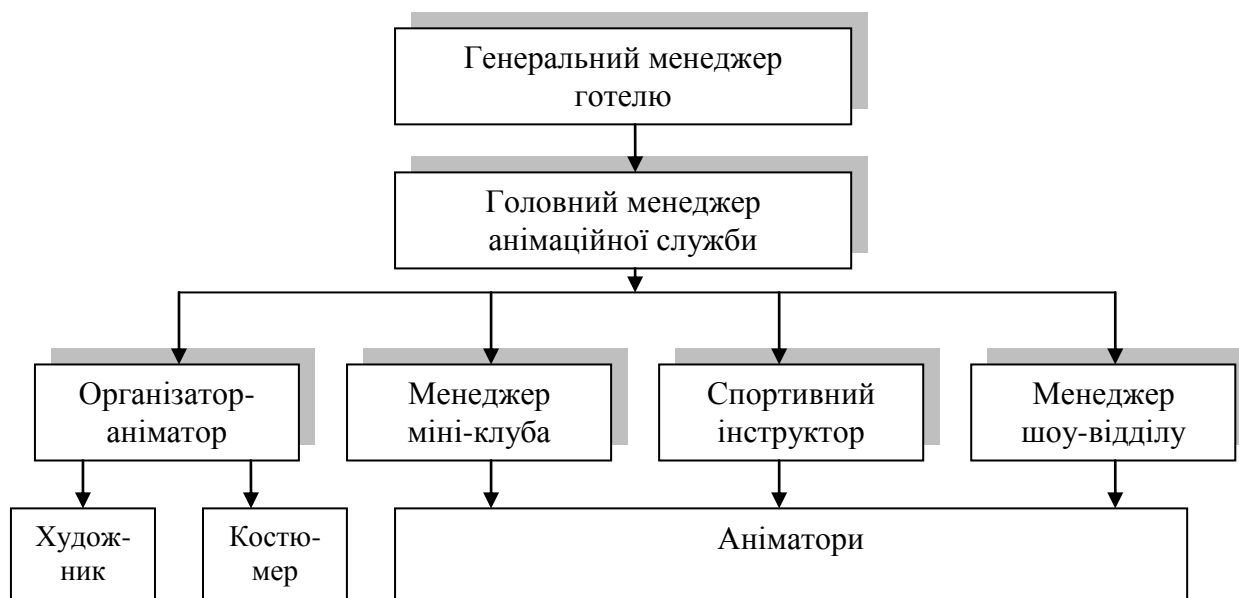 Генеральний менеджер
готелю
Головний менеджер
анімаційної служби
Організатор-
аніматор
Менеджер
міні-клуба
Спортивний
інструктор
Менеджер
шоу-відділу
Худож-
ник
Костю-
мер
Аніматори